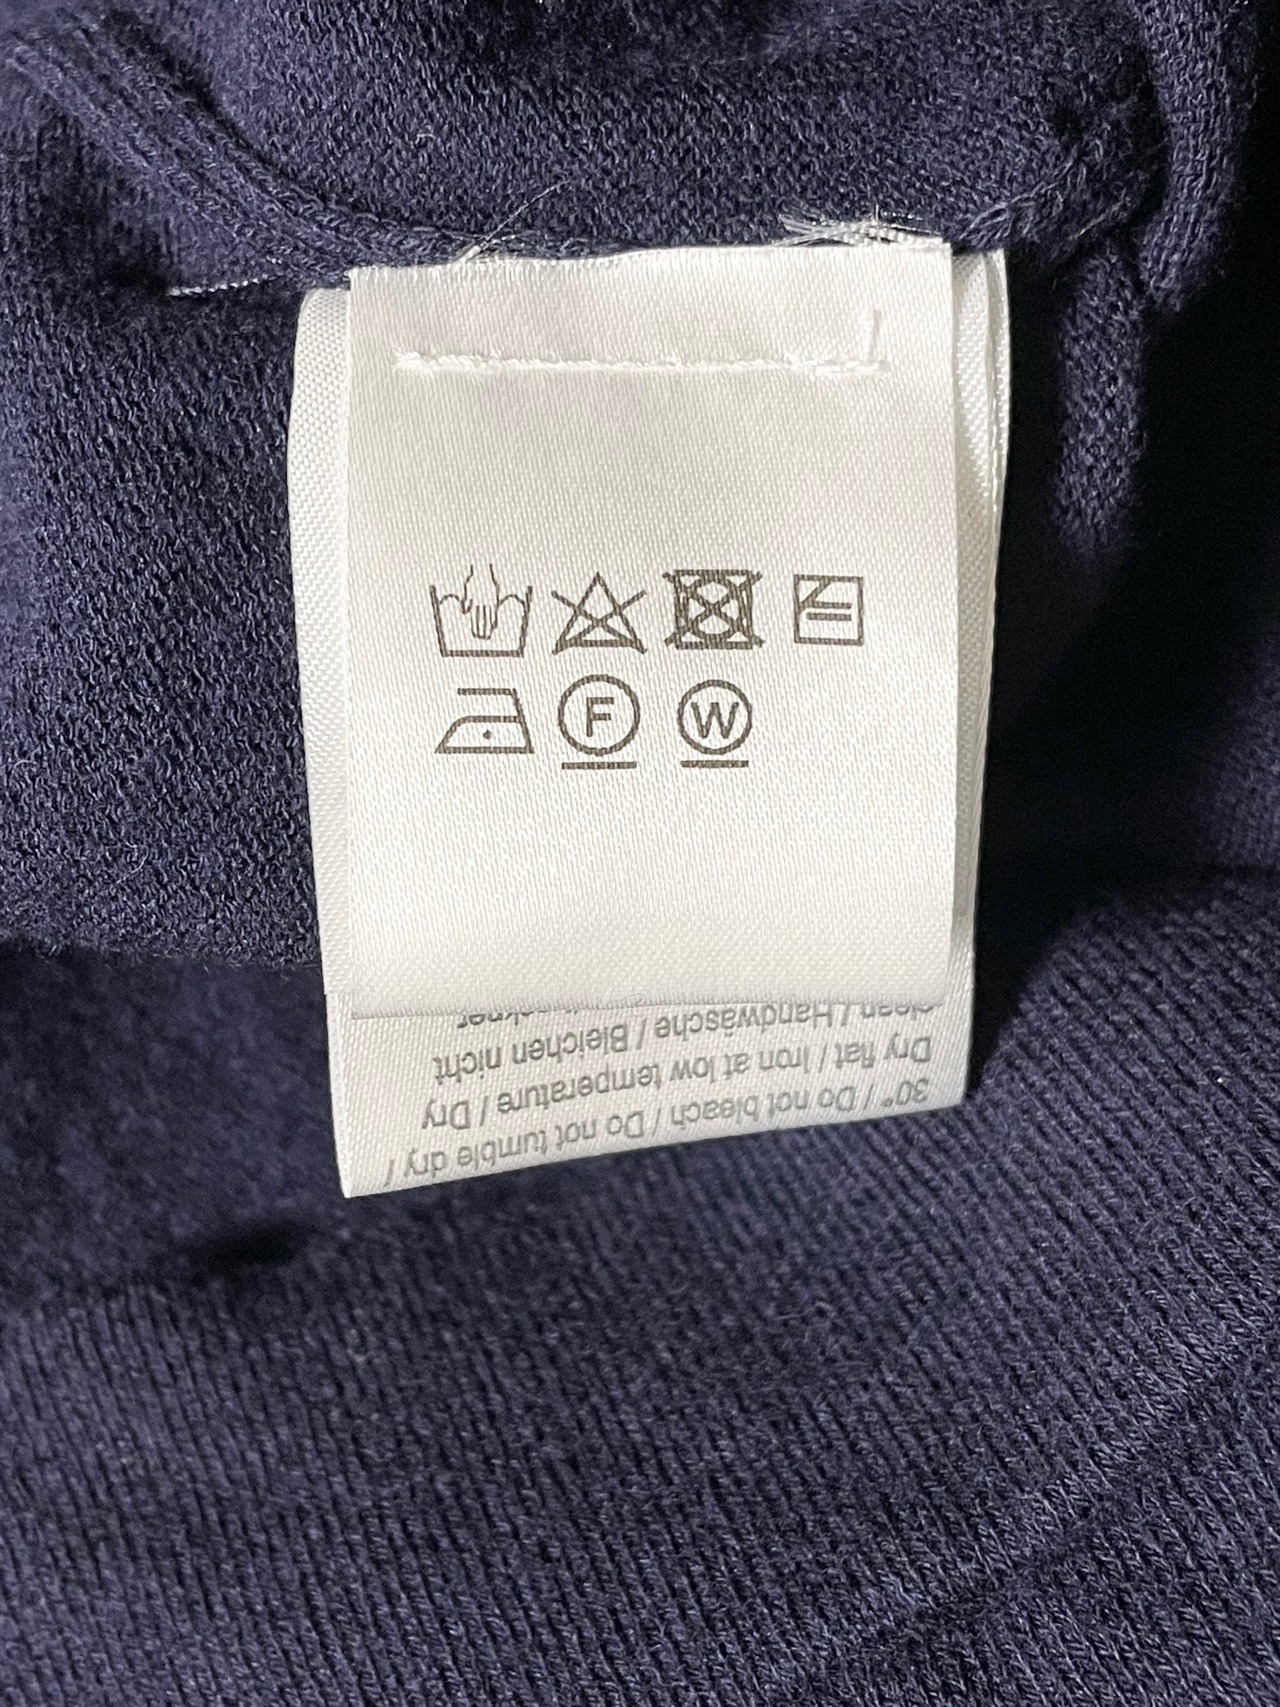 F W
30° / Do not bleach / Do not tumble dry /
Dry flat / Iron at low temperature / Dry
clean / Handwäsche / Bleichen nicht